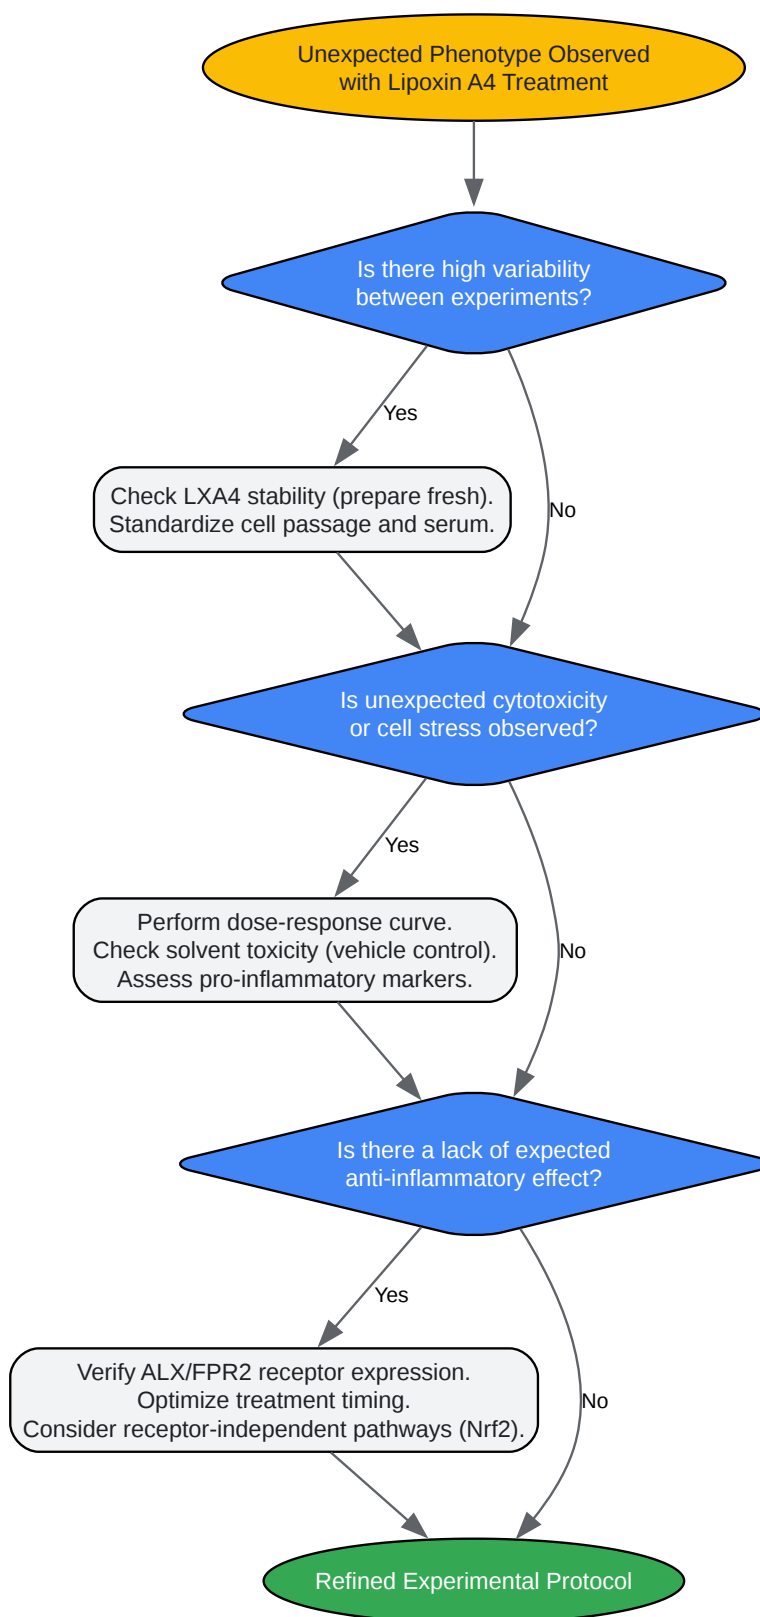 Unexpected Phenotype Observed
with Lipoxin A4 Treatment
Is there high variability
between experiments?
Yes
Check LXA4 stability (prepare fresh).
Standardize cell passage and serum.
No
Is unexpected cytotoxicity
or cell stress observed?
Yes
Perform dose-response curve.
Check solvent toxicity (vehicle control).
Assess pro-inflammatory markers.
No
Is there a lack of expected
anti-inflammatory effect?
Yes
Verify ALX/FPR2 receptor expression.
Optimize treatment timing.
Consider receptor-independent pathways (Nrf2).
No
Refined Experimental Protocol